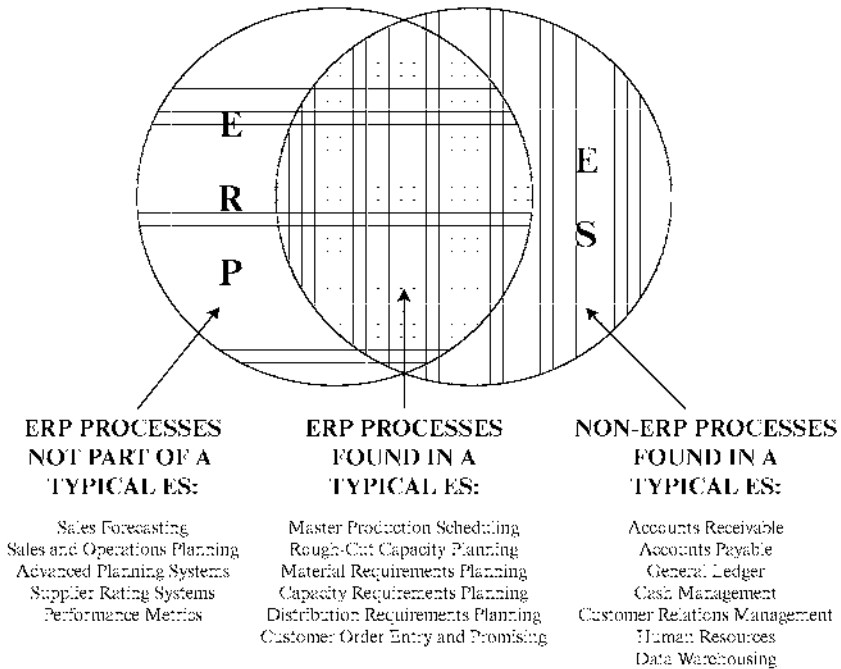 E
R
P
E
S
ERP PROCESSES
NOT PART OF A
TYPICAL ES:
Sales Forecasting
Sales and Operations Planning
Advanced Planning Systems
Supplier Rating Systems
Performance Metrics
ERP PROCESSES
FOUND IN A
TYPICAL ES:
Master Production Scheduling
Rough-Cut Capacity Planning
Material Requirements Planning
Capacity Requirements Planning
Distribution Requirements Planning
Customer Order Entry and Promising
NON-ERP PROCESSES
FOUND IN A
TYPICAL ES:
Accounts Receivable
Accounts Payable
General Ledger
Cash Management
Customer Relations Management
Human Resources
Data Warehousing